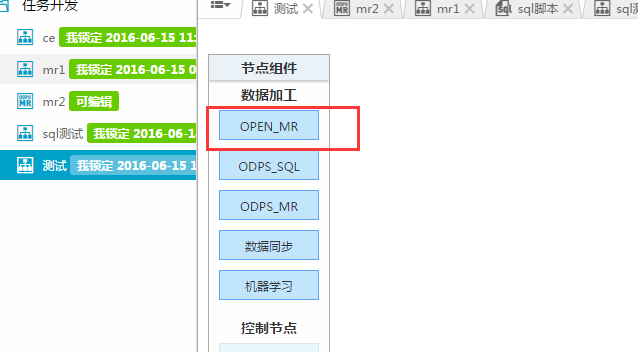 任务开发
测试
mr2
mr1
sql脚本
ce 我锁定 2016-06-15 11:
mr1 我锁定 2016-06-15 0
mr2 可编辑
sql测试 我锁定 2016-06-1
测试 我锁定 2016-06-15 1
节点组件
数据加工
OPEN_MR
ODPS_SQL
ODPS_MR
数据同步
机器学习
控制节点